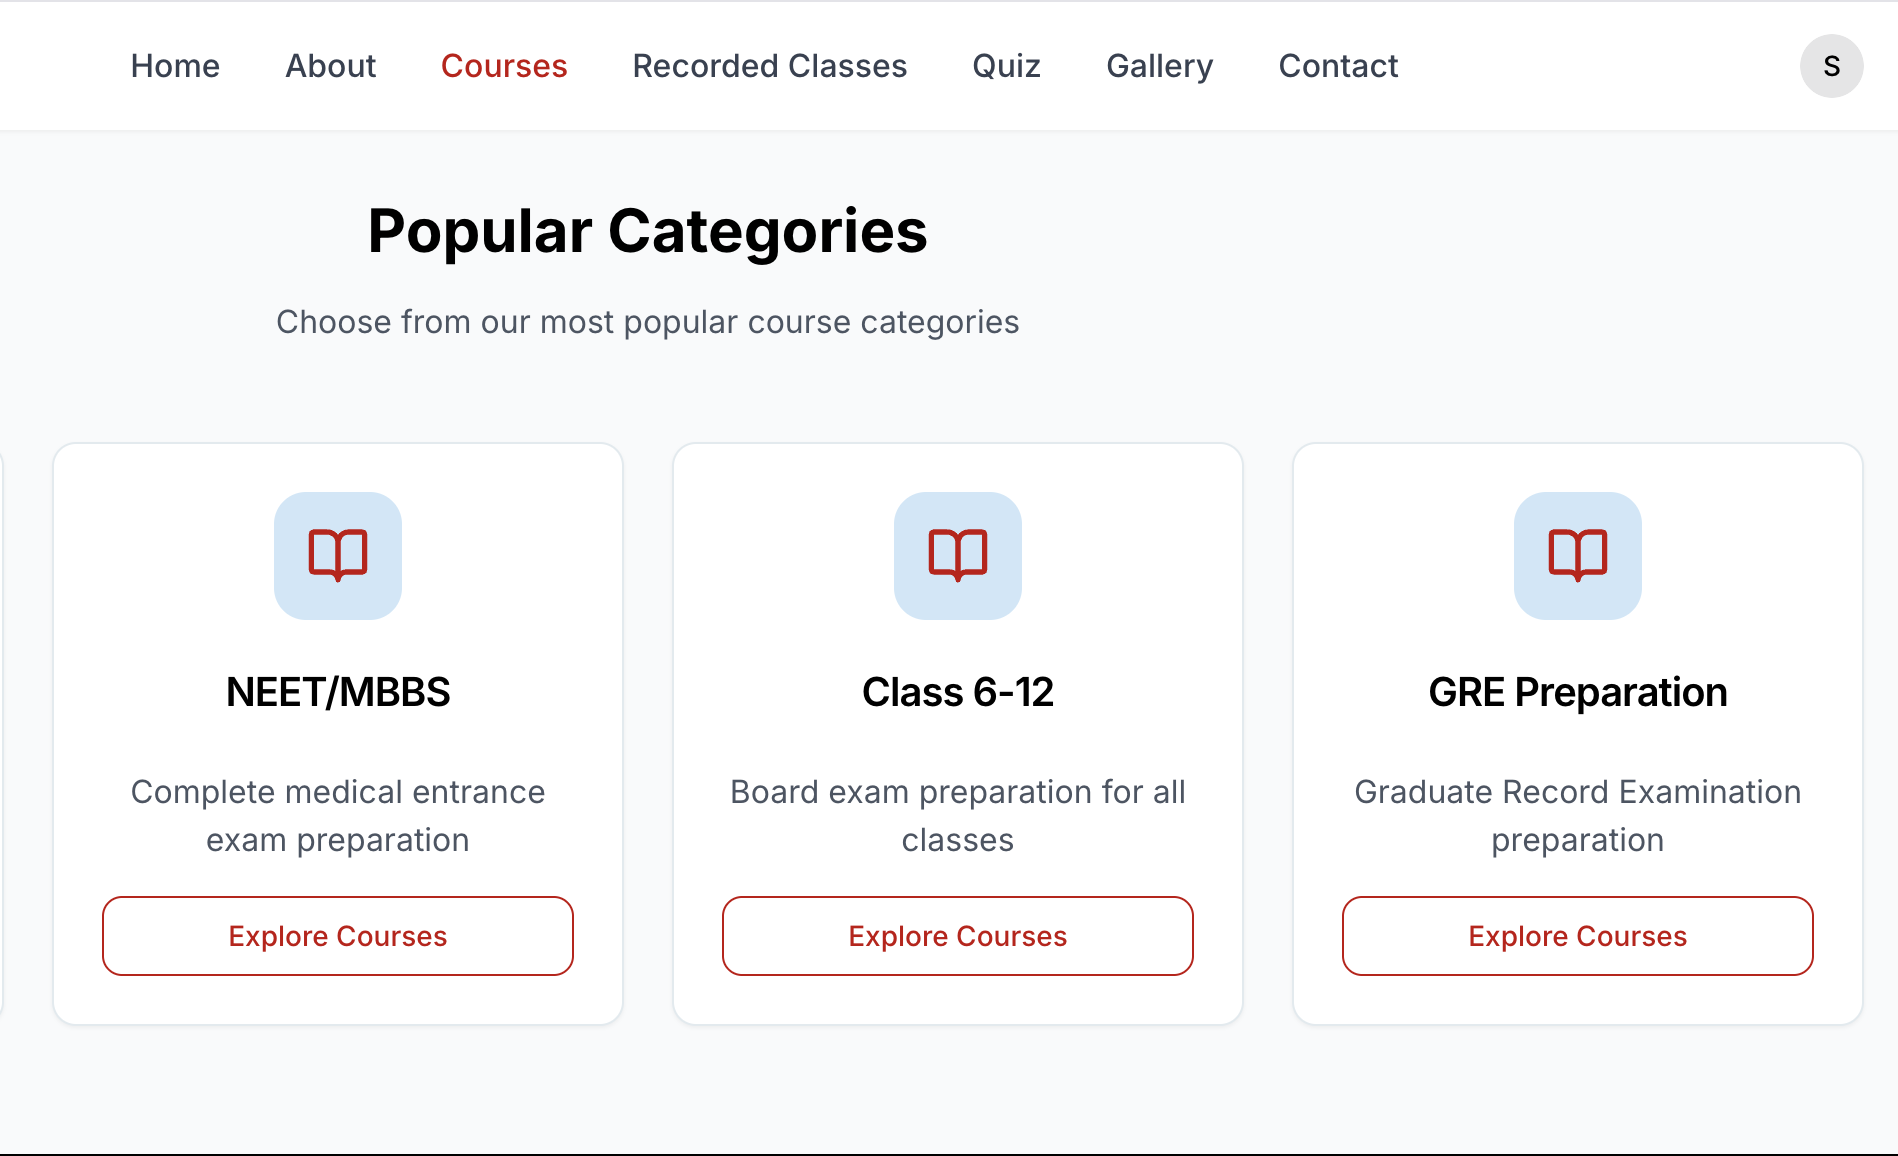 Home About Courses Recorded Classes Quiz Gallery Contact S
Popular Categories
Choose from our most popular course categories
NEET/MBBS
Complete medical entrance
exam preparation
Explore Courses
Class 6-12
Board exam preparation for all
classes
Explore Courses
GRE Preparation
Graduate Record Examination
preparation
Explore Courses